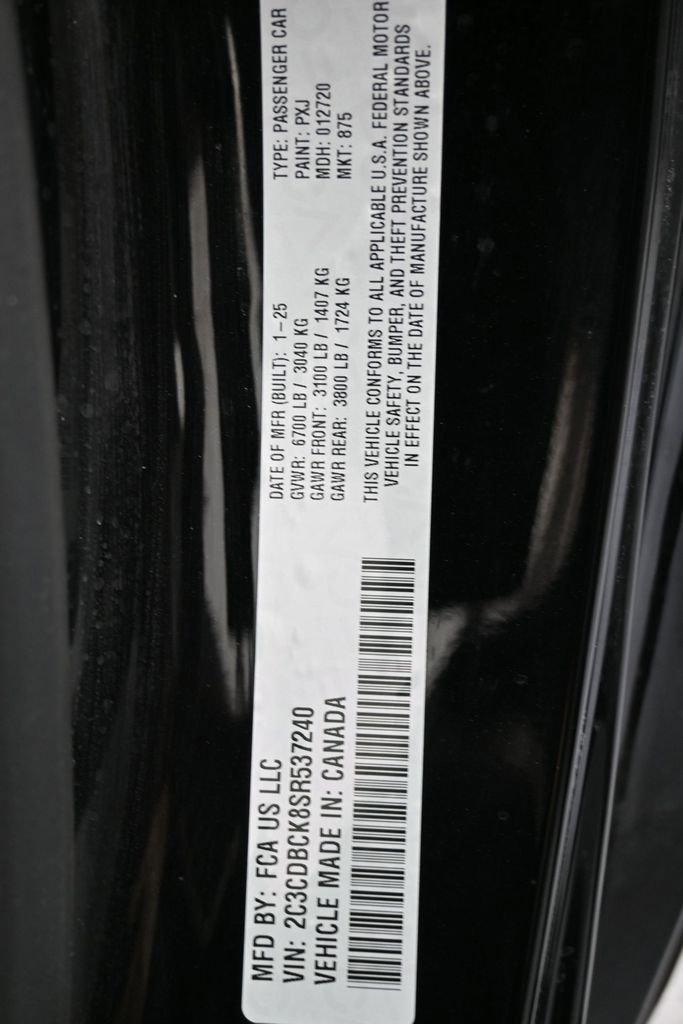 MFD BY: FCA US LLC
VIN: 2C3CDBCK8SR537240
VEHICLE MADE IN: CANADA
DATE OF MFR (BUILT): 1-25
GVWR: 6700 LB / 3040 KG
GAWR FRONT: 3100 LB / 1407 KG
GAWR REAR: 3800 LB / 1724 KG
TYPE: PASSENGER CAR
PAINT: PXJ
MDH: 012720
MKT: 875
THIS VEHICLE CONFORMS TO ALL APPLICABLE U.S.A. FEDERAL MOTOR
VEHICLE SAFETY, BUMPER, AND THEFT PREVENTION STANDARDS
IN EFFECT ON THE DATE OF MANUFACTURE SHOWN ABOVE.